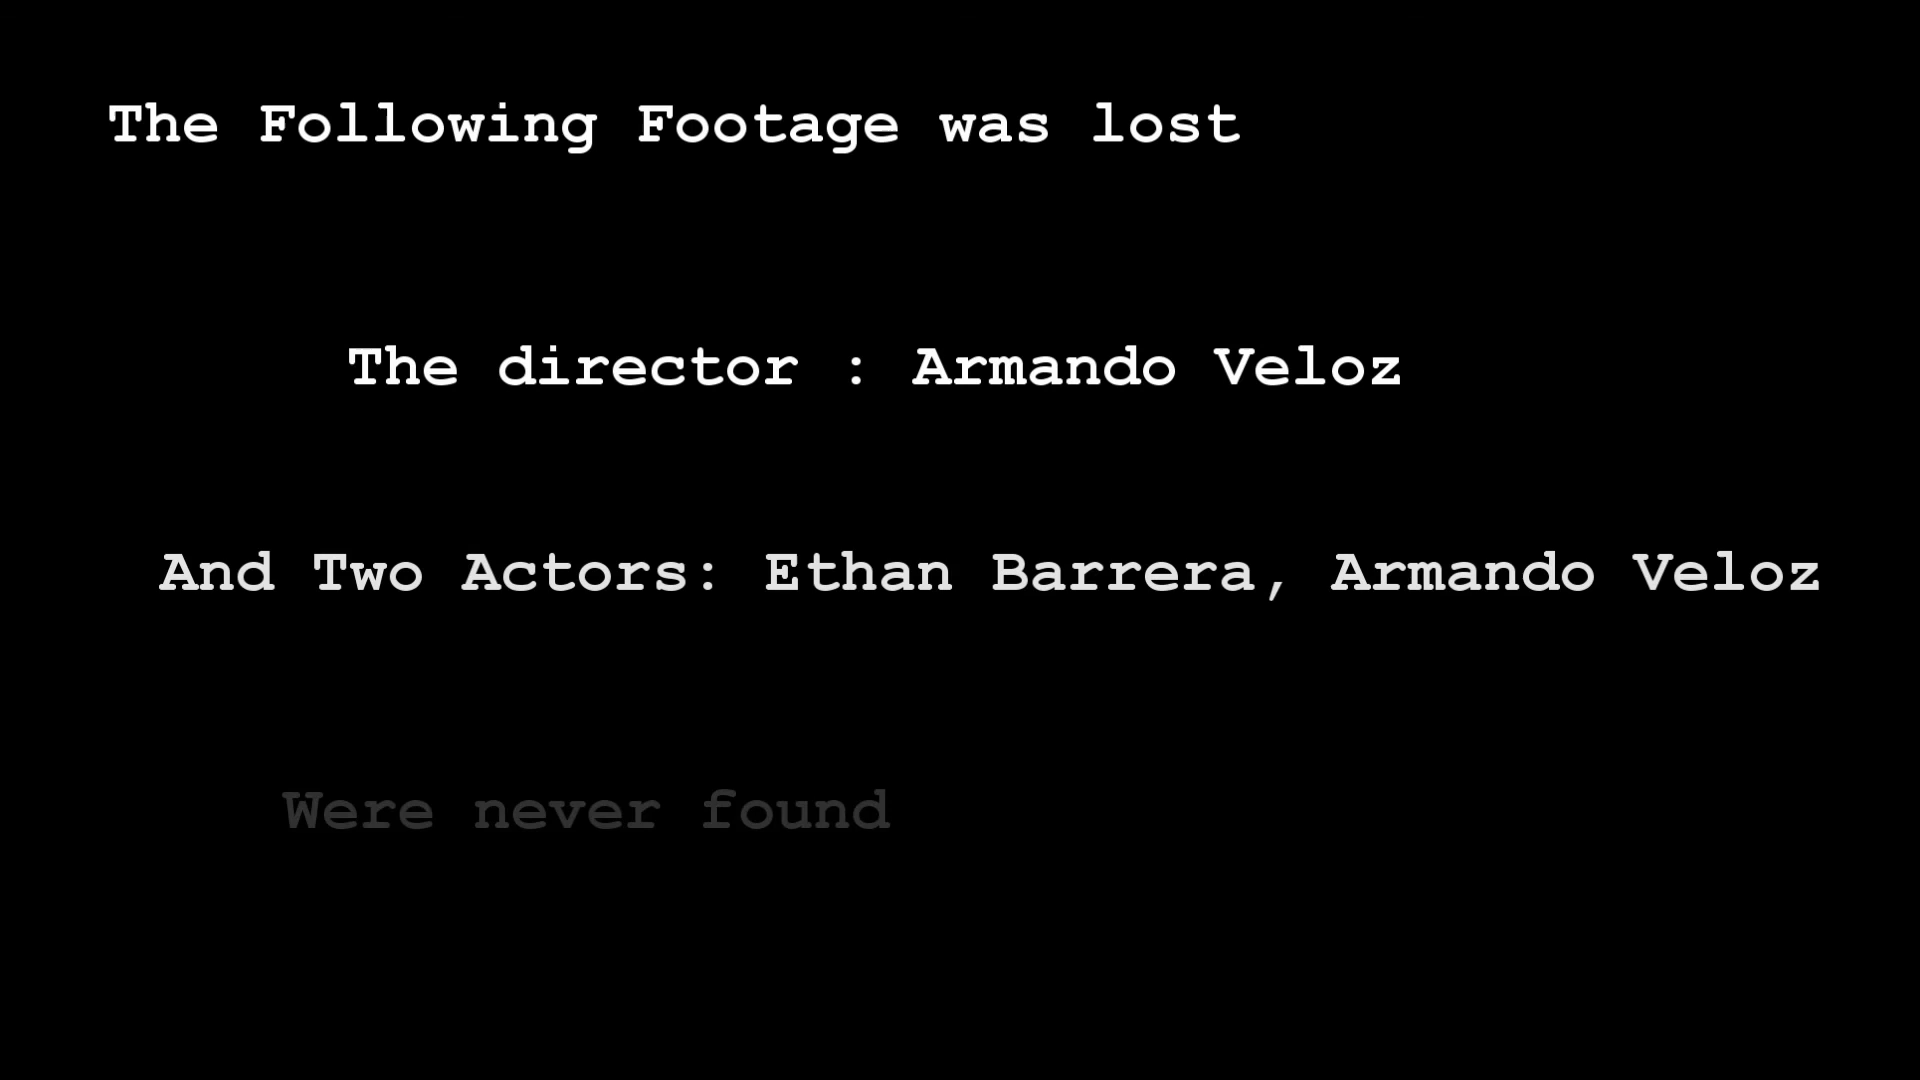 The Following Footage was lost
The director : Armando Veloz
And Two Actors: Ethan Barrera, Armando Veloz
Were never found